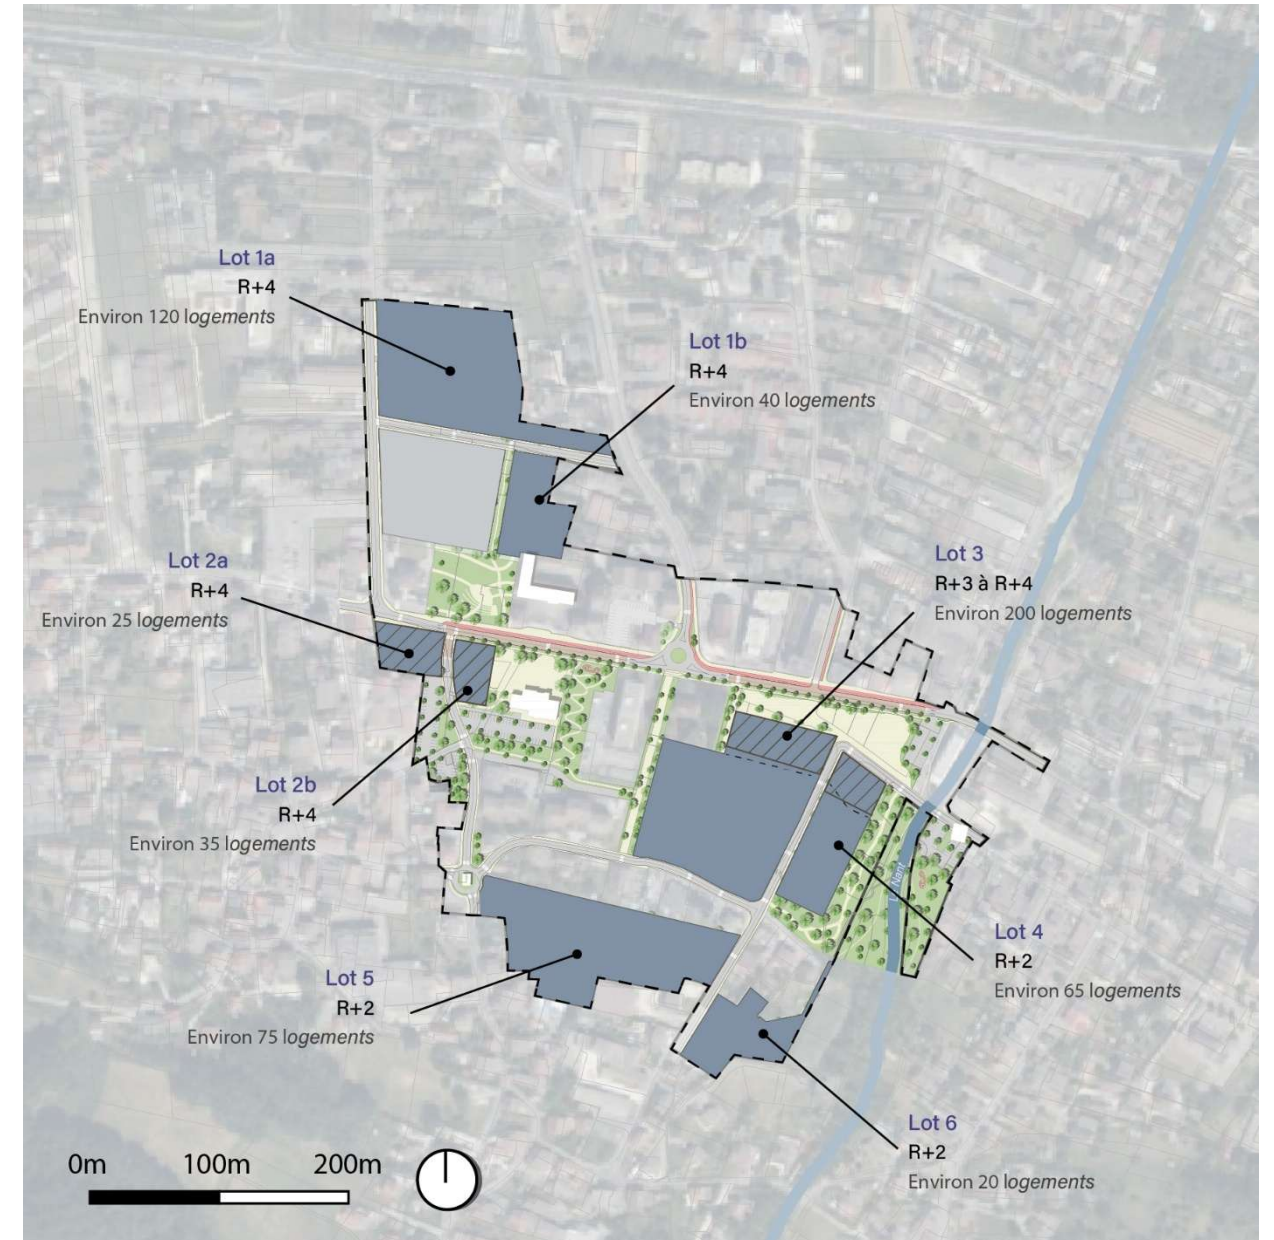 Lot 1a
R+4
Environ 120 logements
Lot 1b
R+4
Environ 40 logements
Lot 2a
R+4
Environ 25 logements
Lot 3
R+3 à R+4
Environ 200 logements
Lot 2b
R+4
Environ 35 logements
Lot 4
R+2
Environ 65 logements
Lot 5
R+2
Environ 75 logements
Lot 6
R+2
Environ 20 logements
0m 100m 200m